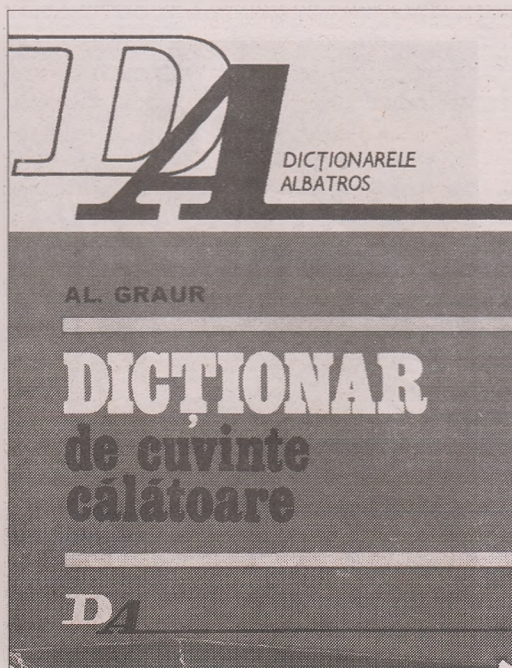 DA
DICȚIONARELE
ALBATROS
AL. GRAUR
DICȚIONAR
de cuvinte
călătoare
DA